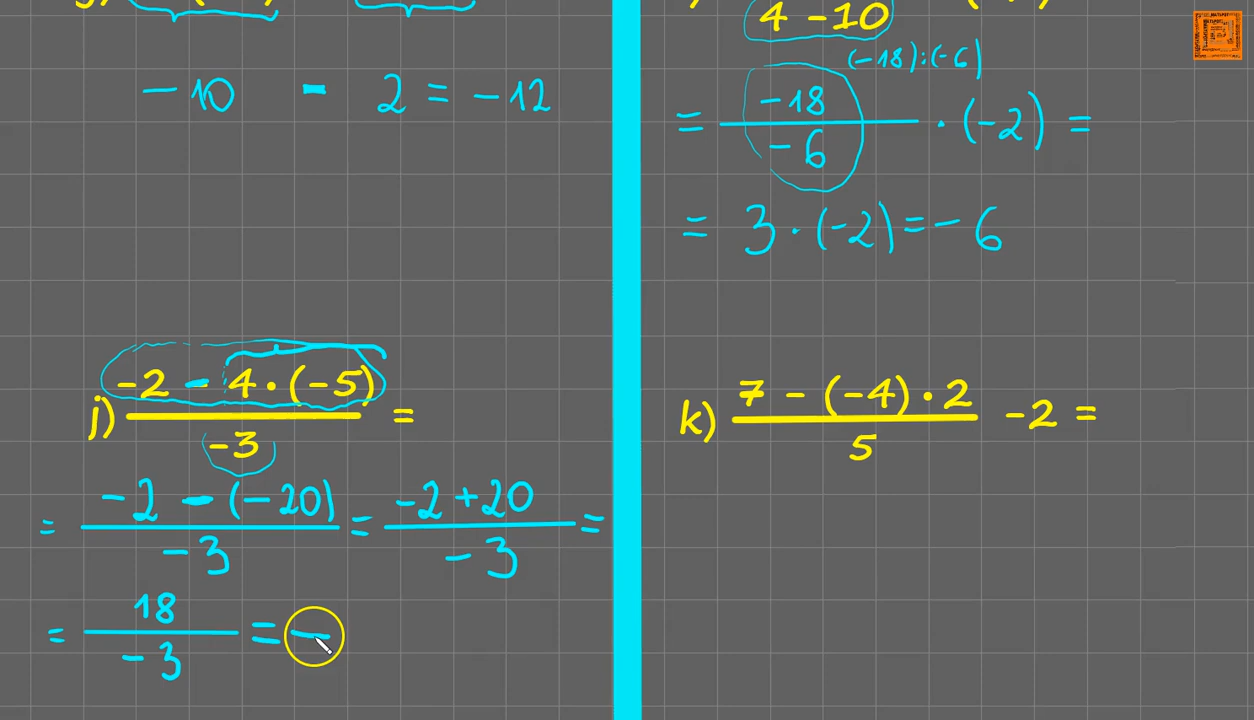 -10 - 2 = -12
4 - 10
(-18):(-6)
= -18 / -6 · (-2) =
= 3 · (-2) = -6
j) -2 - 4 · (-5) / -3 =
= -2 - (-20) / -3 = -2 + 20 / -3 =
= 18 / -3 = -
k) 7 - (-4) · 2 / 5 - 2 =